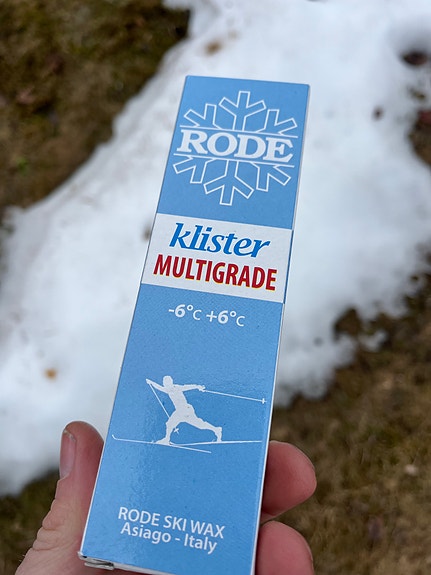 RODE
klister
MULTIGRADE
-6°C +6°C
RODE SKI WAX
Asiago - Italy